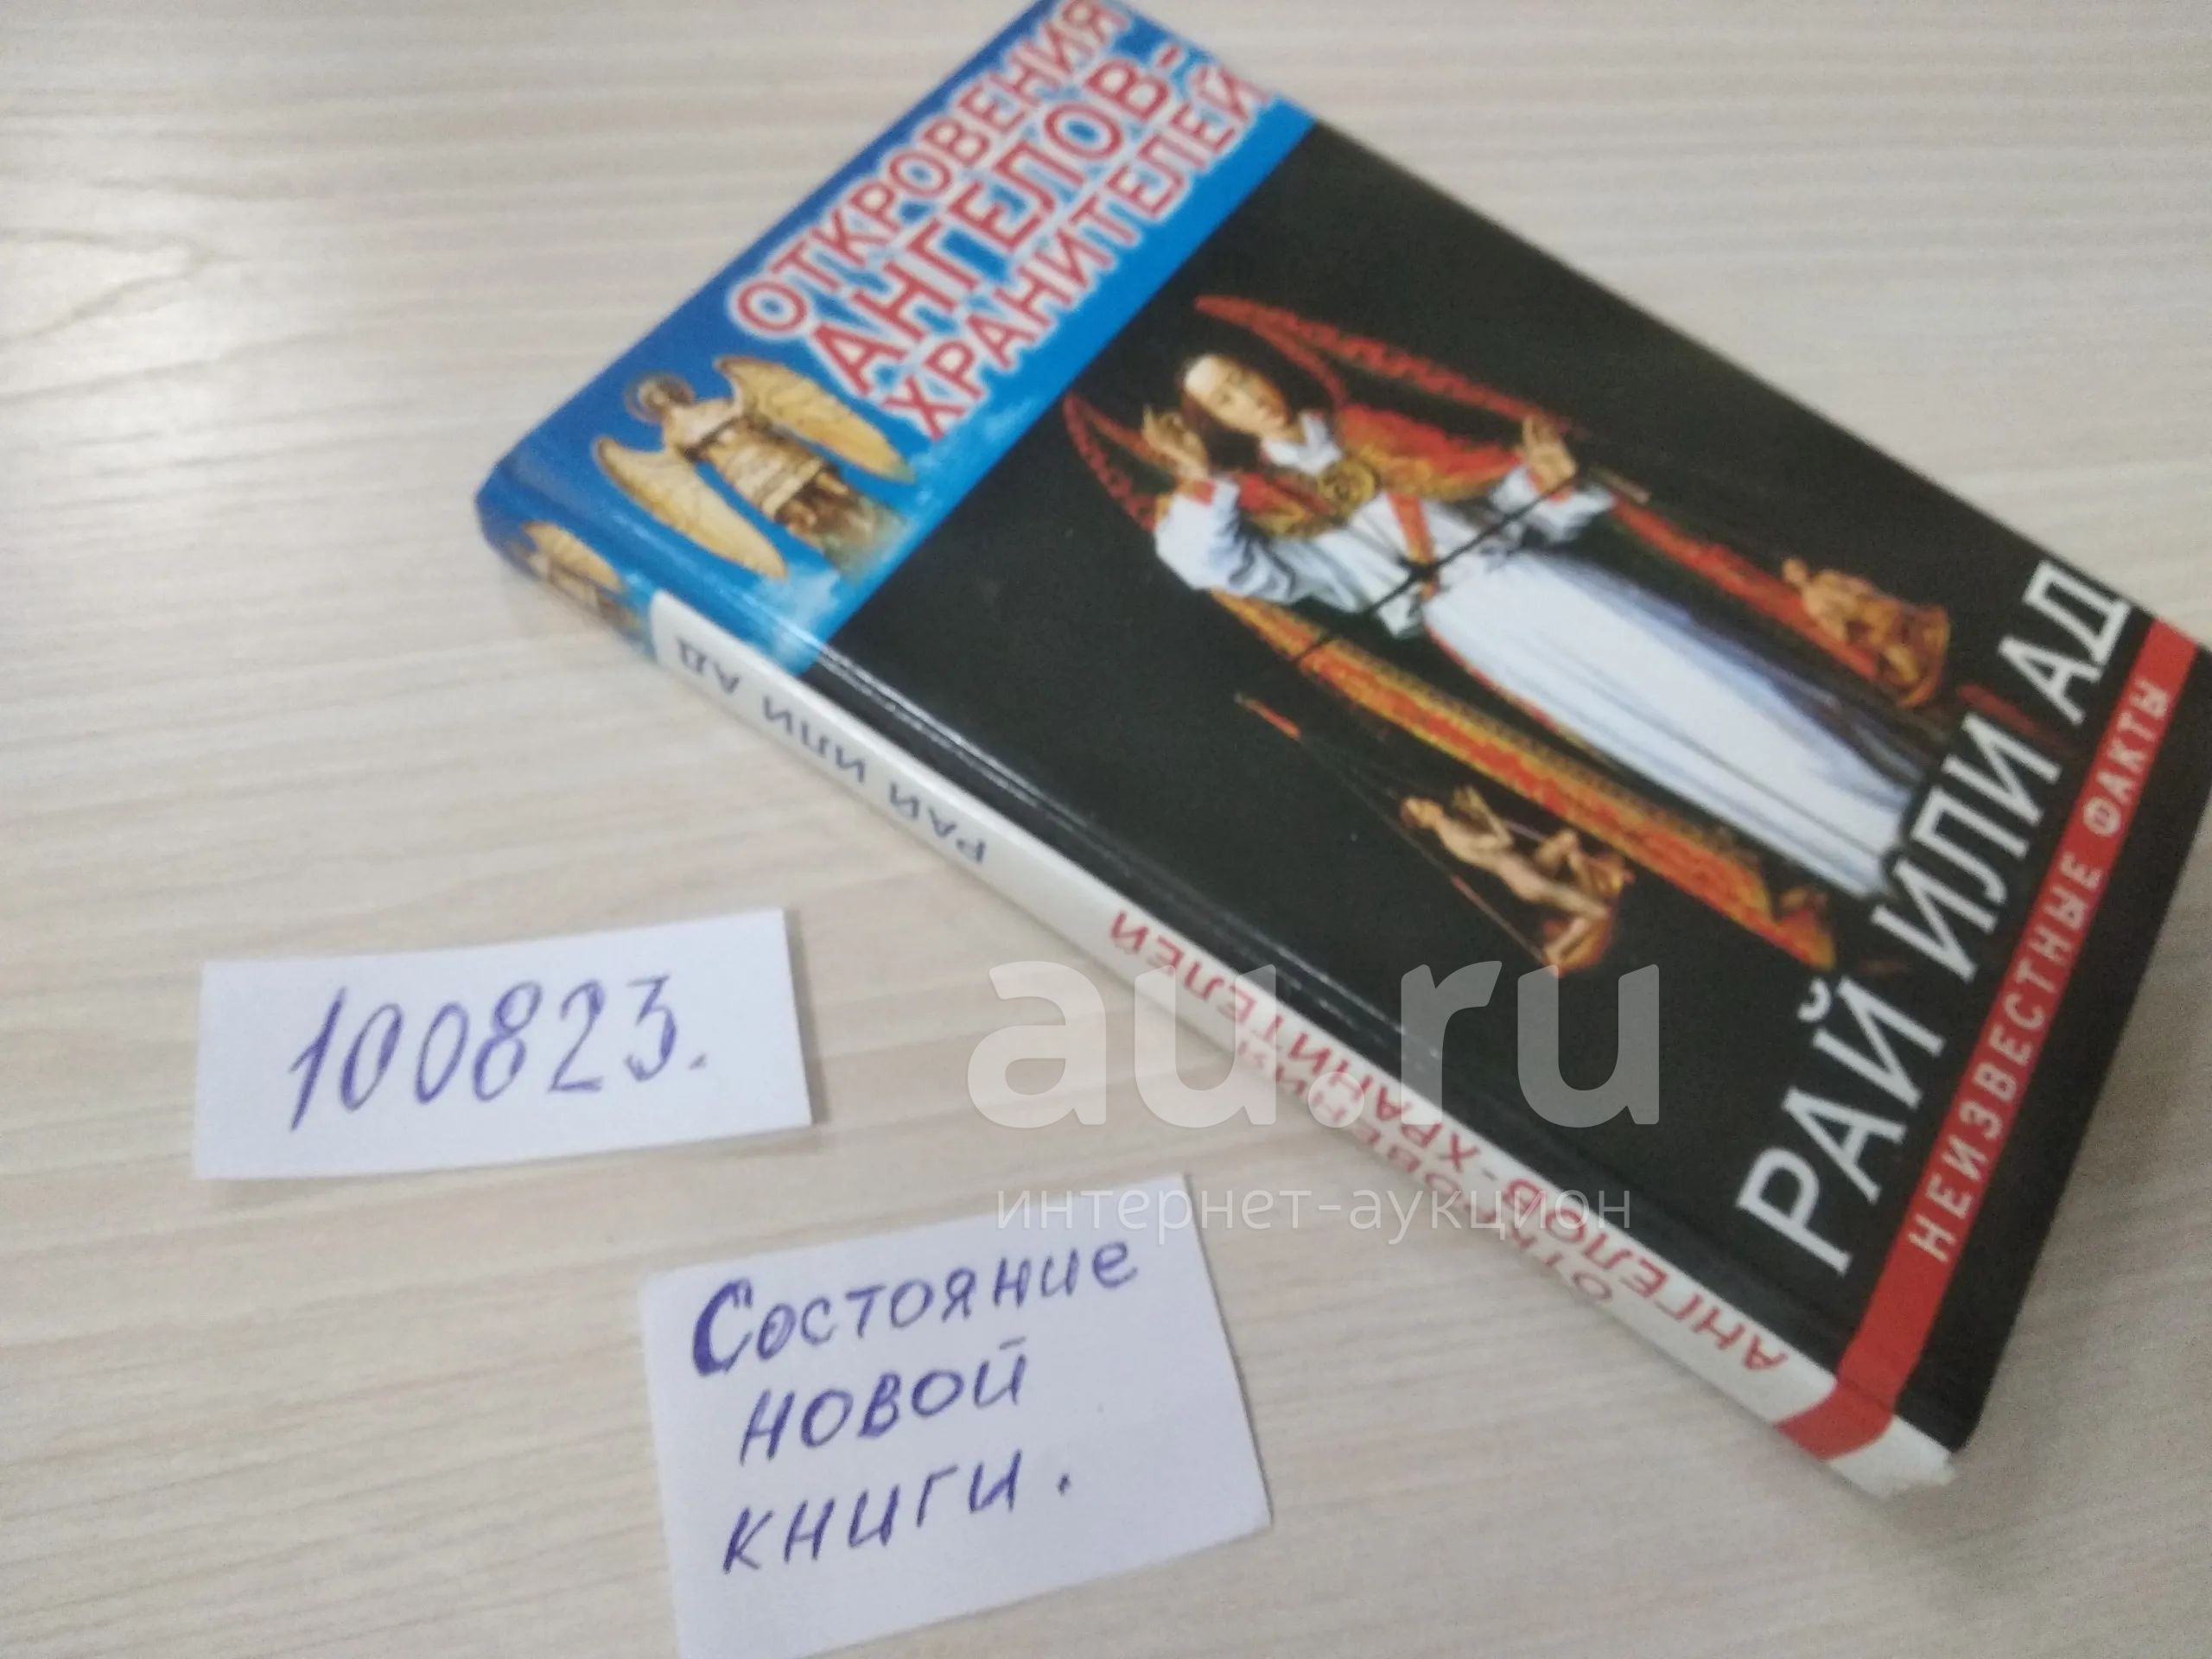 ОТКРОВЕНИЯ
АНГЕЛОВ-
ХРАНИТЕЛЕЙ
РАЙ ИЛИ АД
НЕИЗВЕСТНЫЕ ФАКТЫ
РАЙ ИЛИ АД
ОТКРОВЕНИЯ
АНГЕЛОВ-ХРАНИТЕЛЕЙ
au.ru
интернет-аукцион
100823.
Состояние
новой
книги.